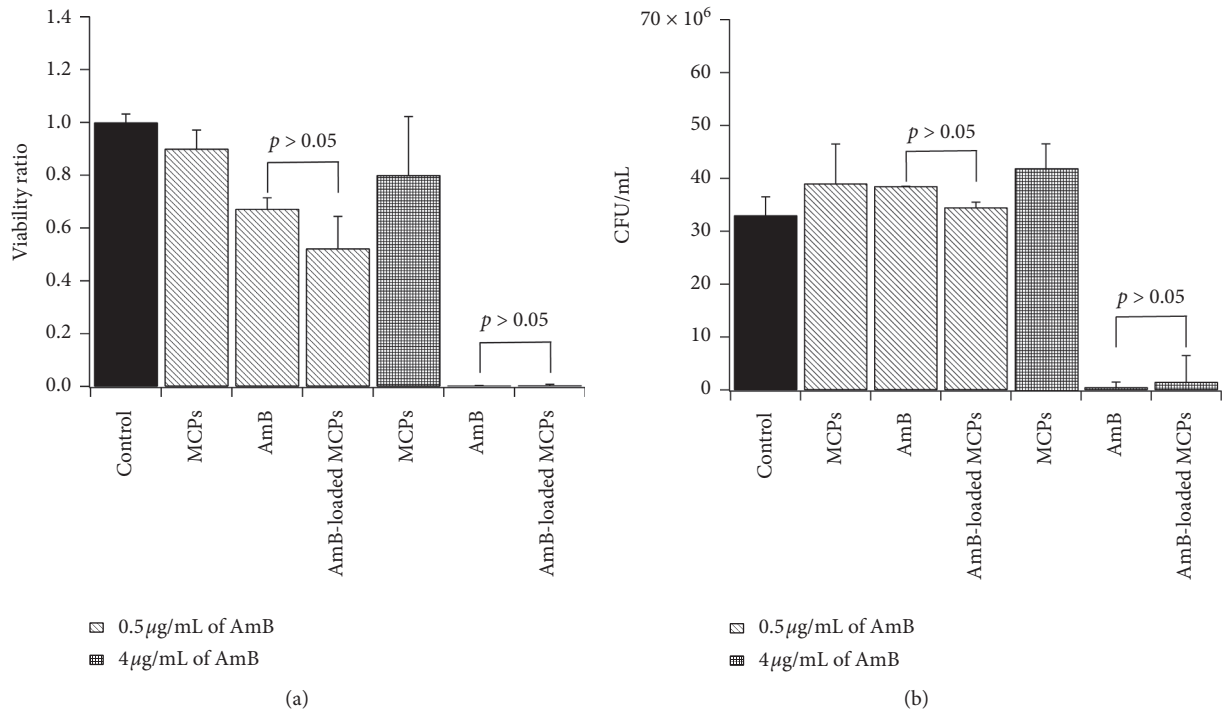 Viability ratio
1.4
1.2
1.0
0.8
0.6
0.4
0.2
0.0
p > 0.05
p > 0.05
Control
MCPs
AmB
AmB-loaded MCPs
MCPs
AmB
AmB-loaded MCPs
0.5 μg/mL of AmB
4 μg/mL of AmB
(a)
CFU/mL
70 × 10⁶
60
50
40
30
20
10
0
p > 0.05
p > 0.05
Control
MCPs
AmB
AmB-loaded MCPs
MCPs
AmB
AmB-loaded MCPs
0.5 μg/mL of AmB
4 μg/mL of AmB
(b)